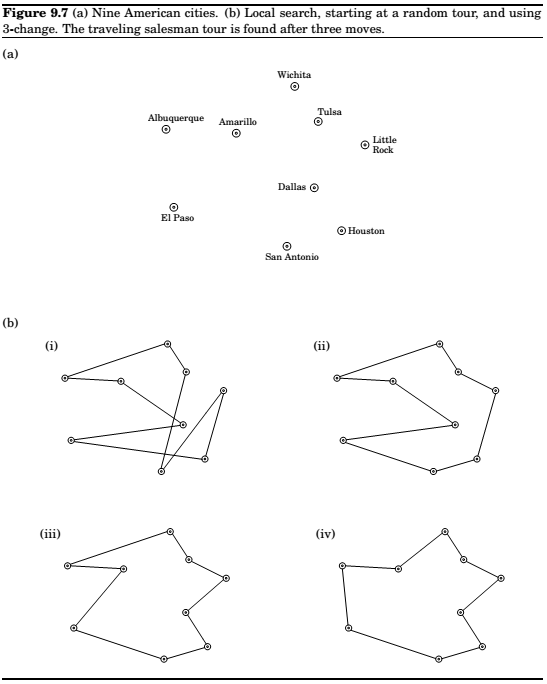 Figure 9.7 (a) Nine American cities. (b) Local search, starting at a random tour, and using
3-change. The traveling salesman tour is found after three moves.
(a)
Wichita
Tulsa
Albuquerque
Amarillo
Little
Rock
Dallas
El Paso
Houston
San Antonio
(b)
(i)
(ii)
(iii)
(iv)